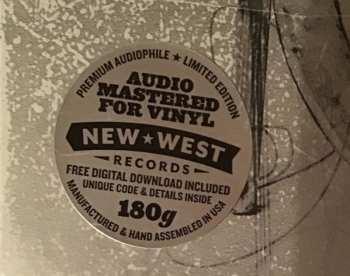 PREMIUM AUDIOPHILE ★ LIMITED EDITION
AUDIO
MASTERED
FOR VINYL
NEW★WEST
RECORDS
FREE DIGITAL DOWNLOAD INCLUDED
UNIQUE CODE & DETAILS INSIDE
180g
MANUFACTURED & HAND ASSEMBLED IN USA